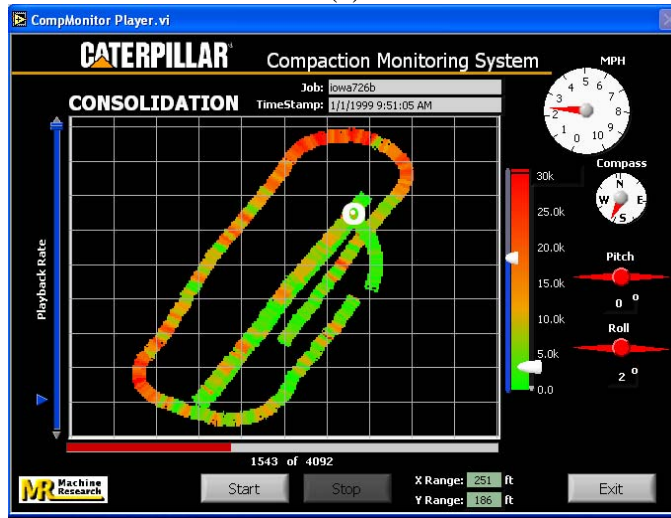 (a)
CompMonitor Player.vi
CATERPILLAR Compaction Monitoring System
MPH
Job: iowa726b
CONSOLIDATION TimeStamp: 1/1/1999 9:51:05 AM
0 1 2 3 4 5 6 7 8 9 10
Compass
N
W E
S
30k
25.0k
20.0k
15.0k
10.0k
5.0k
0.0
Playback Rate
Pitch
0 °
Roll
2 °
1543 of 4092
MR Machine Research
Start
Stop
X Range: 251 ft
Y Range: 186 ft
Exit